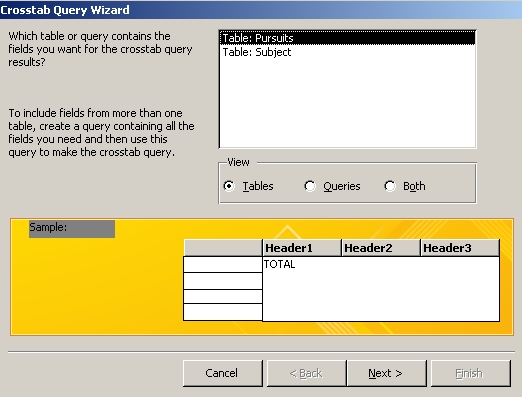 Crosstab Query Wizard
Which table or query contains the
fields you want for the crosstab query
results?
To include fields from more than one
table, create a query containing all the
fields you need and then use this
query to make the crosstab query.
Table: Pursuits
Table: Subject
View
Tables Queries Both
Sample:
Header1 Header2 Header3
TOTAL
Cancel < Back Next > Finish